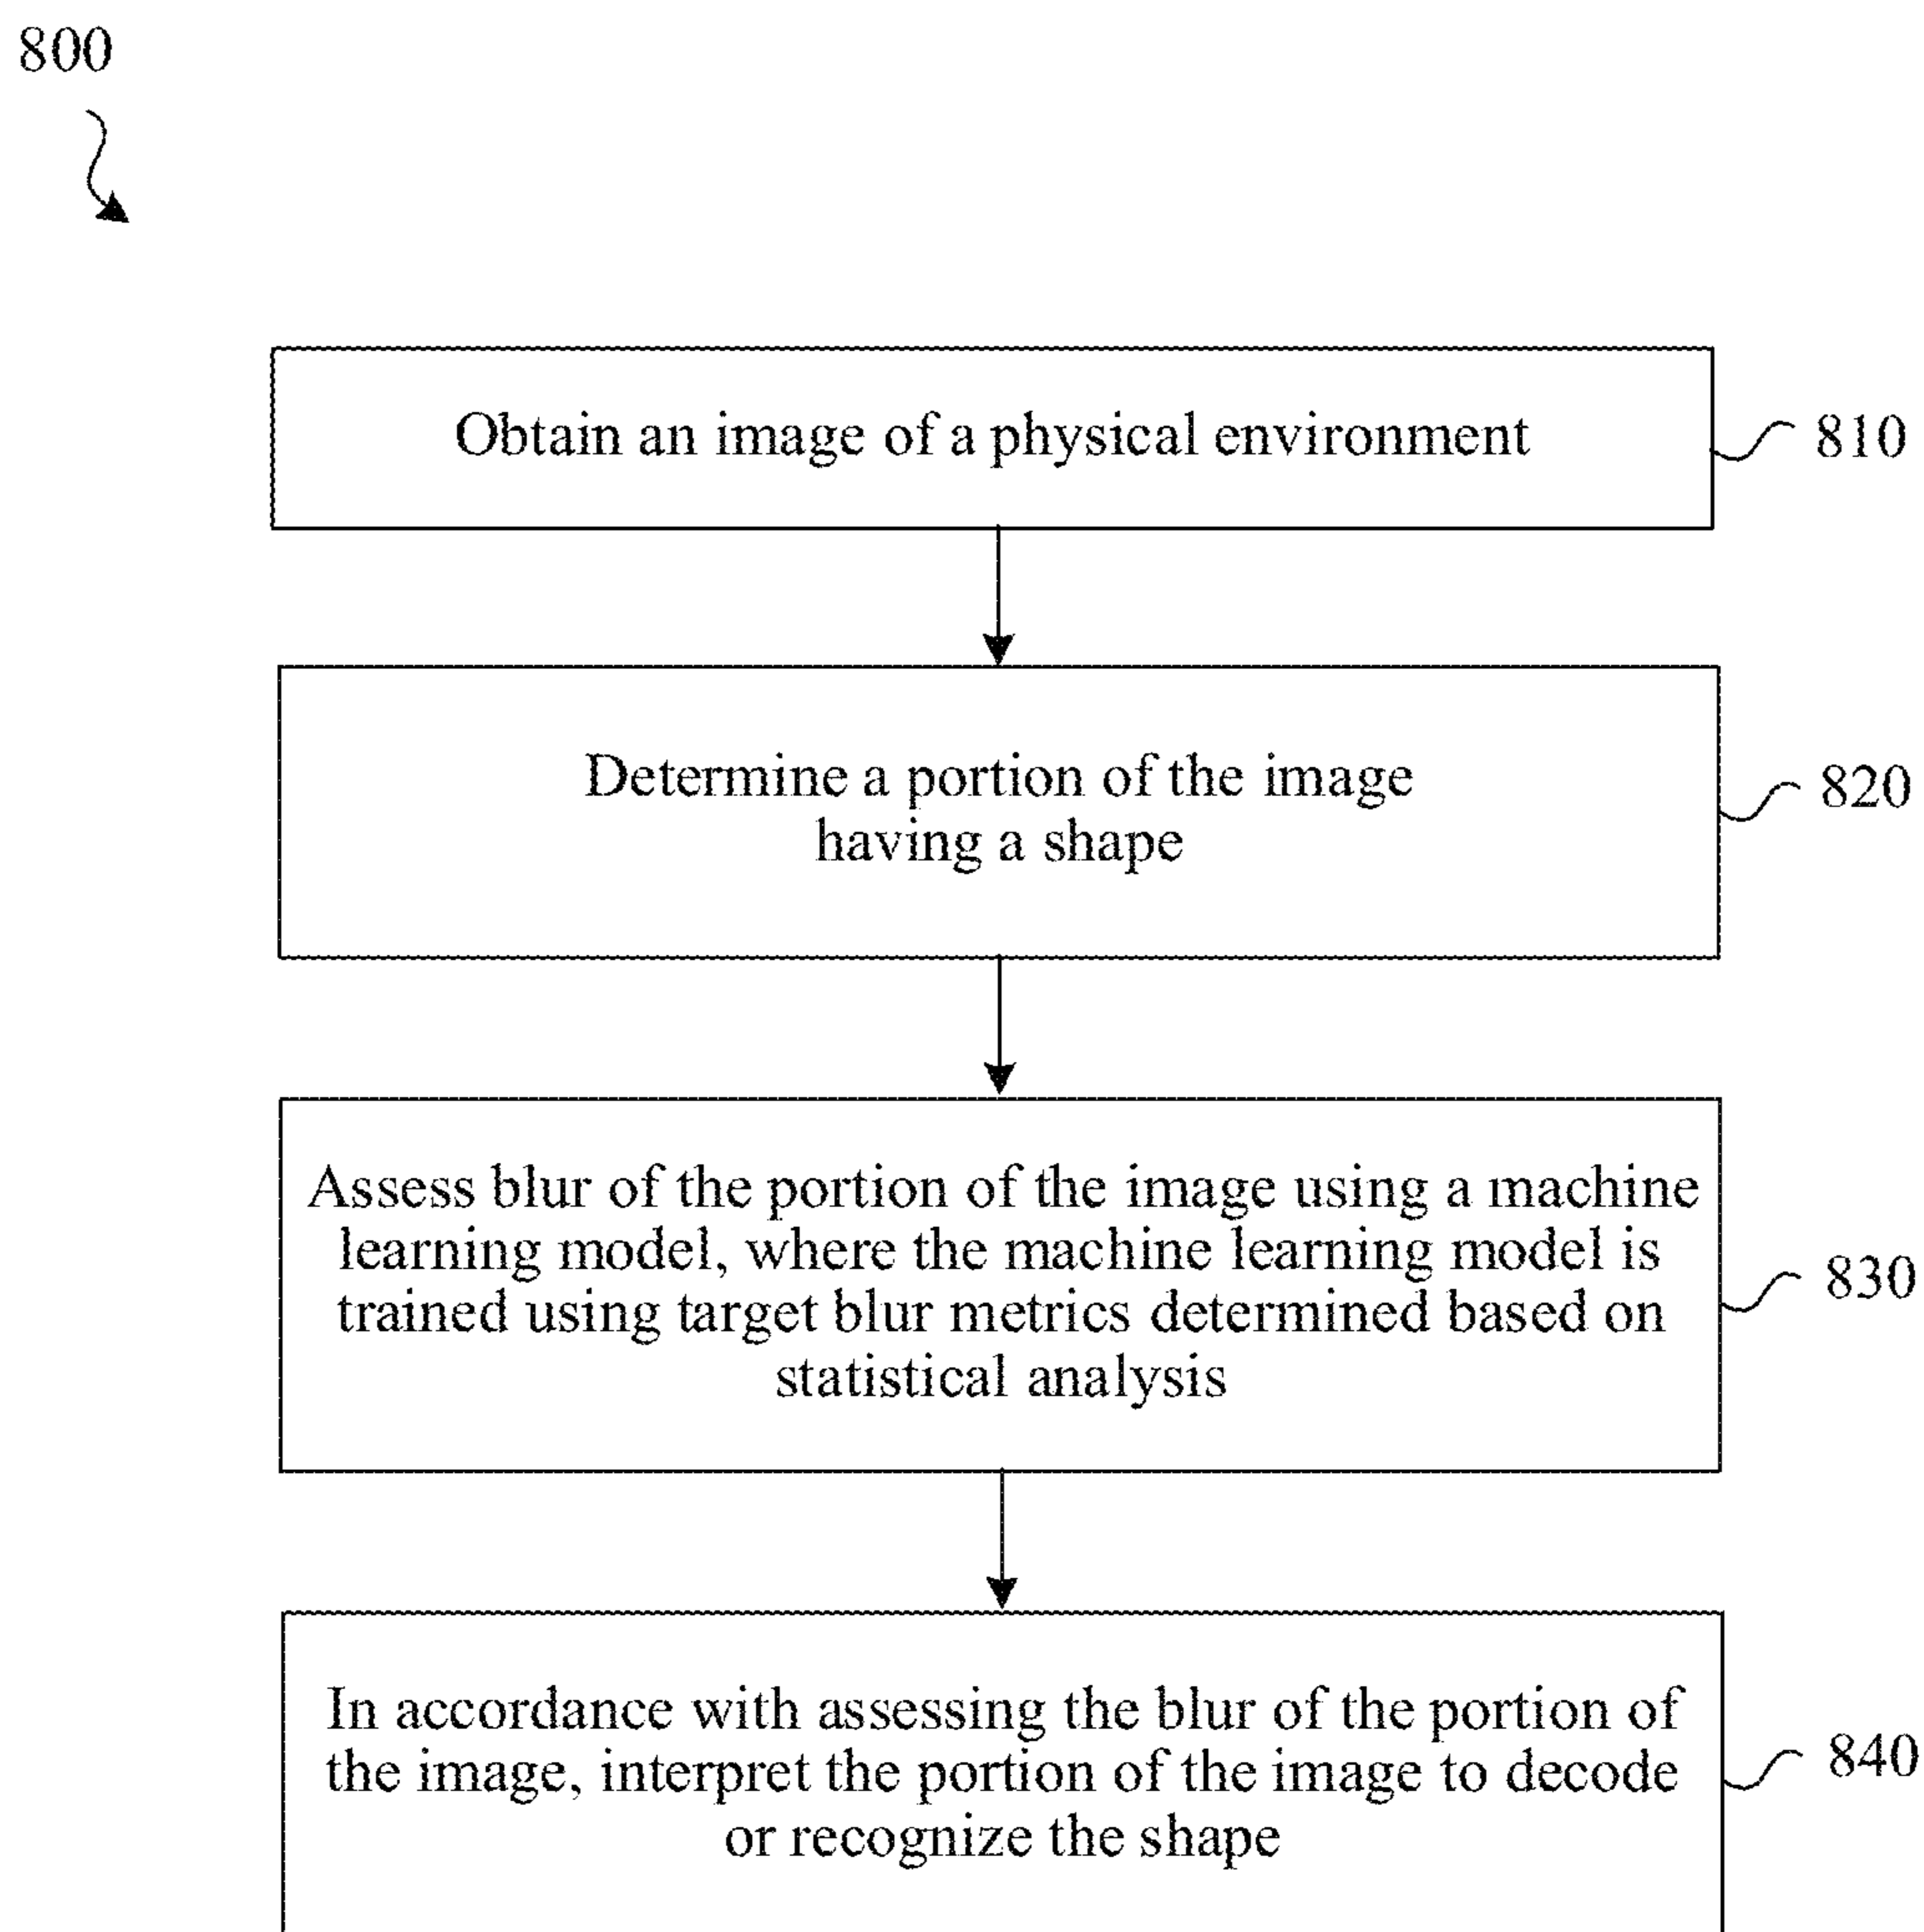 800
Obtain an image of a physical environment
810
Determine a portion of the image
having a shape
820
Assess blur of the portion of the image using a machine
learning model, where the machine learning model is
trained using target blur metrics determined based on
statistical analysis
830
In accordance with assessing the blur of the portion of
the image, interpret the portion of the image to decode
or recognize the shape
840